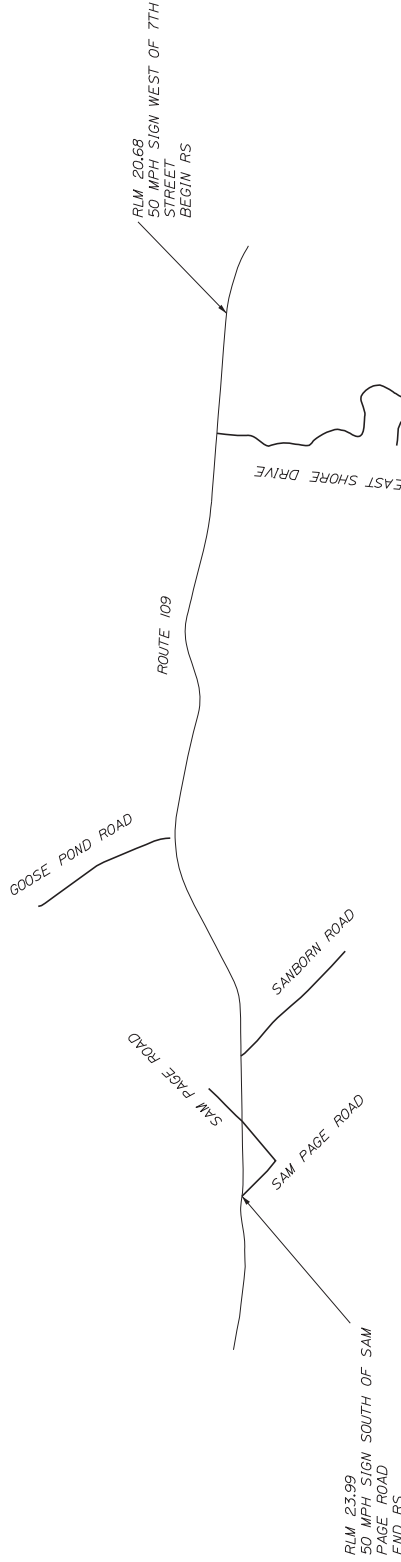 RLM 20.68
50 MPH SIGN WEST OF 7TH
STREET
BEGIN RS
EAST SHORE DRIVE
ROUTE 109
GOOSE POND ROAD
SANBORN ROAD
SAM PAGE ROAD
SAM PAGE ROAD
RLM 23.99
50 MPH SIGN SOUTH OF SAM
PAGE ROAD
END RS